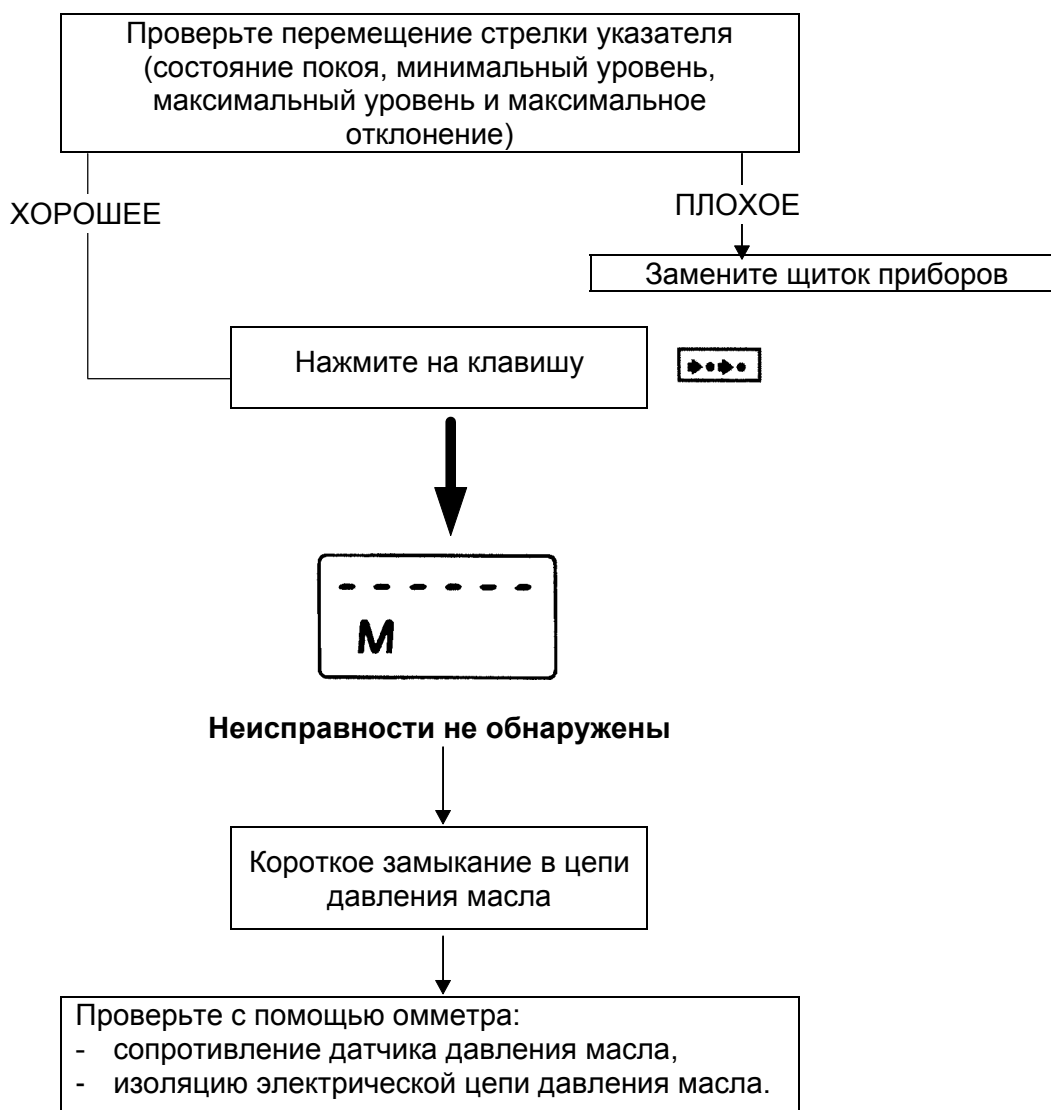 Проверьте перемещение стрелки указателя
(состояние покоя, минимальный уровень,
максимальный уровень и максимальное
отклонение)
ХОРОШЕЕ
ПЛОХОЕ
Замените щиток приборов
Нажмите на клавишу
- - - - - -
M
Неисправности не обнаружены
Короткое замыкание в цепи
давления масла
Проверьте с помощью омметра:
- сопротивление датчика давления масла,
- изоляцию электрической цепи давления масла.